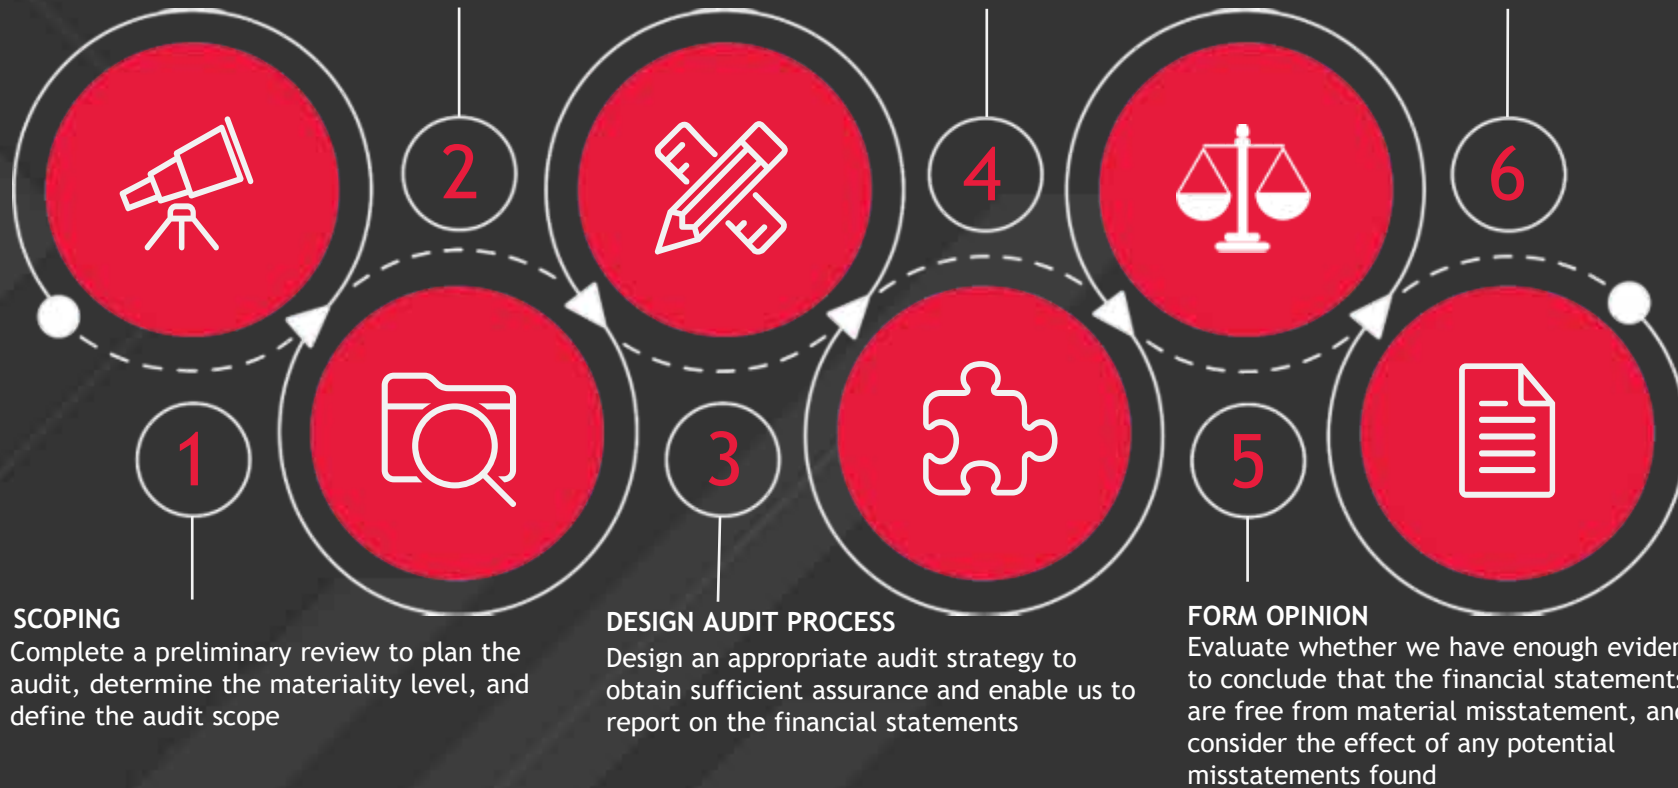 2
4
6
1
3
5
SCOPING
Complete a preliminary review to plan the
audit, determine the materiality level, and
define the audit scope
DESIGN AUDIT PROCESS
Design an appropriate audit strategy to
obtain sufficient assurance and enable us to
report on the financial statements
FORM OPINION
Evaluate whether we have enough eviden
to conclude that the financial statements
are free from material misstatement, and
consider the effect of any potential
misstatements found